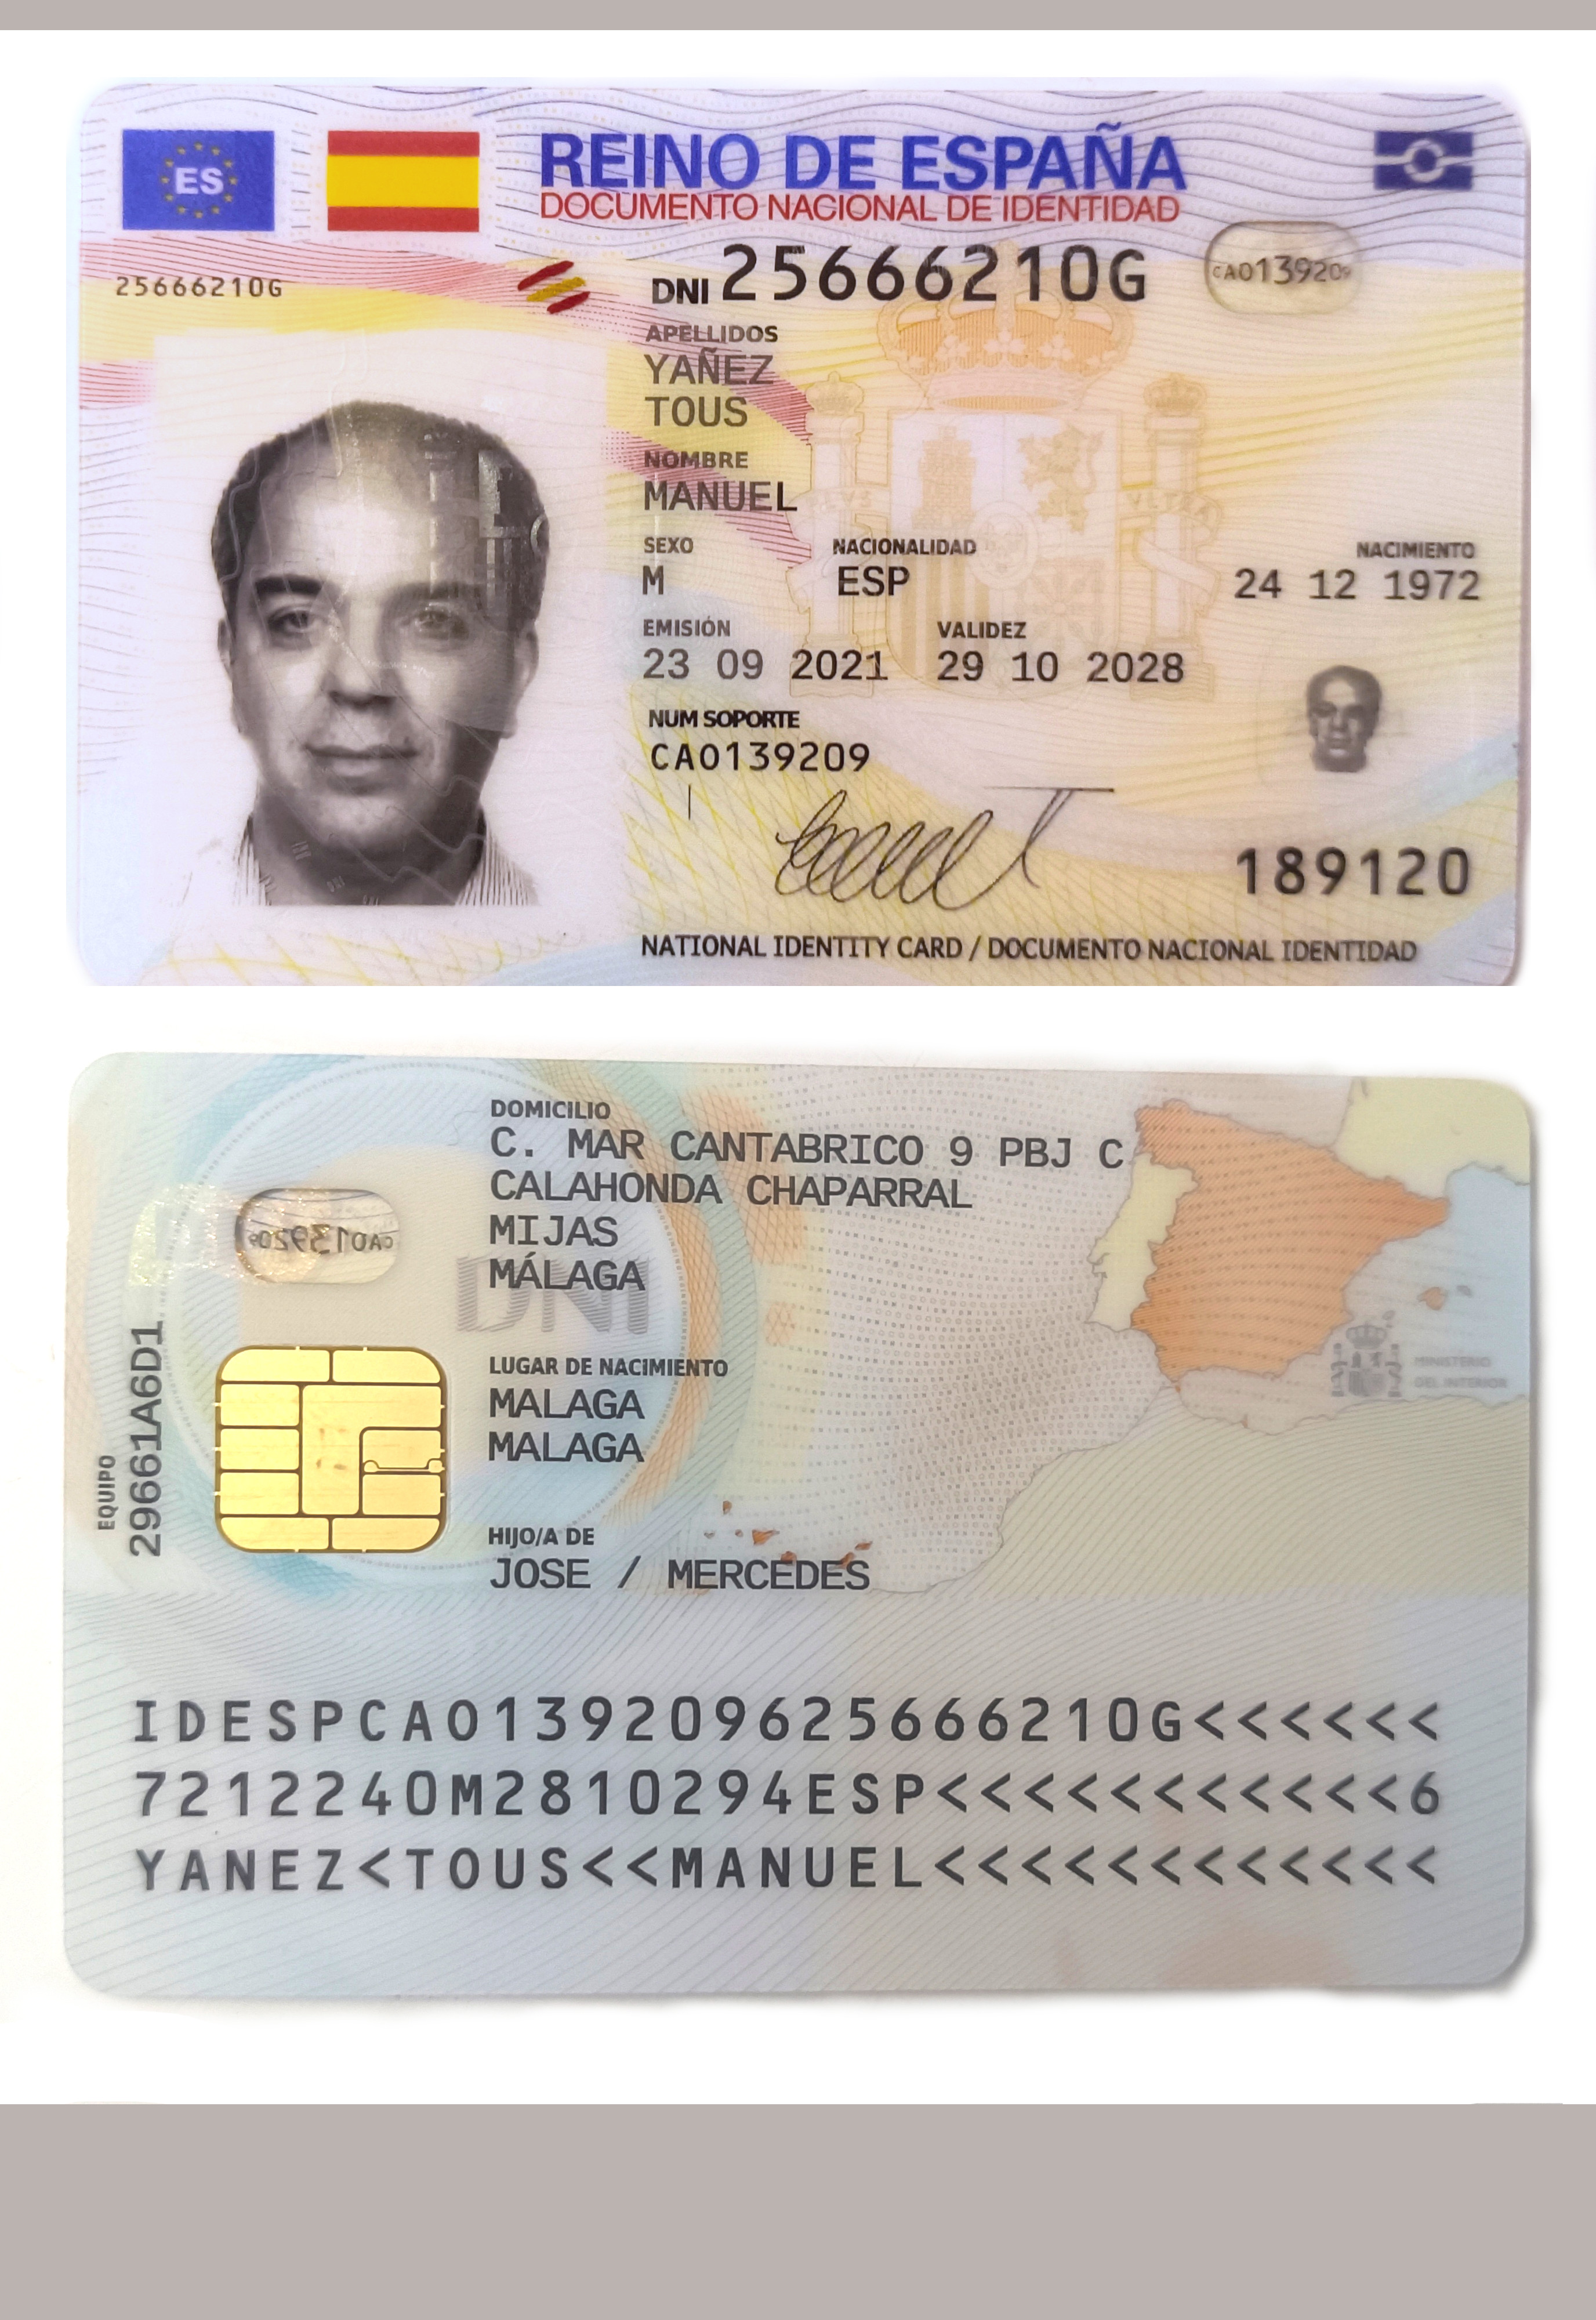 ES
REINO DE ESPAÑA
DOCUMENTO NACIONAL DE IDENTIDAD
25666210G
DNI 25666210G
CA0139209
APELLIDOS
YAÑEZ
TOUS
NOMBRE
MANUEL
SEXO NACIONALIDAD NACIMIENTO
M ESP 24 12 1972
EMISIÓN VALIDEZ
23 09 2021 29 10 2028
NUM SOPORTE
CA0139209
189120
NATIONAL IDENTITY CARD / DOCUMENTO NACIONAL IDENTIDAD
DOMICILIO
C. MAR CANTABRICO 9 PBJ C
CALAHONDA CHAPARRAL
MIJAS
MÁLAGA
CA0139209
DNI
LUGAR DE NACIMIENTO
MALAGA
MALAGA
MINISTERIO
DEL INTERIOR
EQUIPO
29661A6D1
HIJO/A DE
JOSE / MERCEDES
IDESPCA0139209625666210G<<<<<<
7212240M2810294ESP<<<<<<<<<<<6
YANEZ<TOUS<<MANUEL<<<<<<<<<<<<